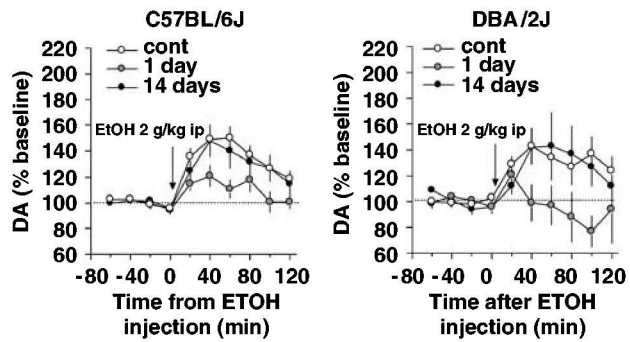 C57BL/6J
220
200
180
160
140
120
100
80
60
cont
1 day
14 days
EtOH 2 g/kg ip
DA (% baseline)
-80 -40 0 40 80 120
Time from ETOH
injection (min)
DBA/2J
220
200
180
160
140
120
100
80
60
cont
1 day
14 days
EtOH 2 g/kg ip
DA (% baseline)
-80 -40 0 40 80 120
Time after ETOH
injection (min)